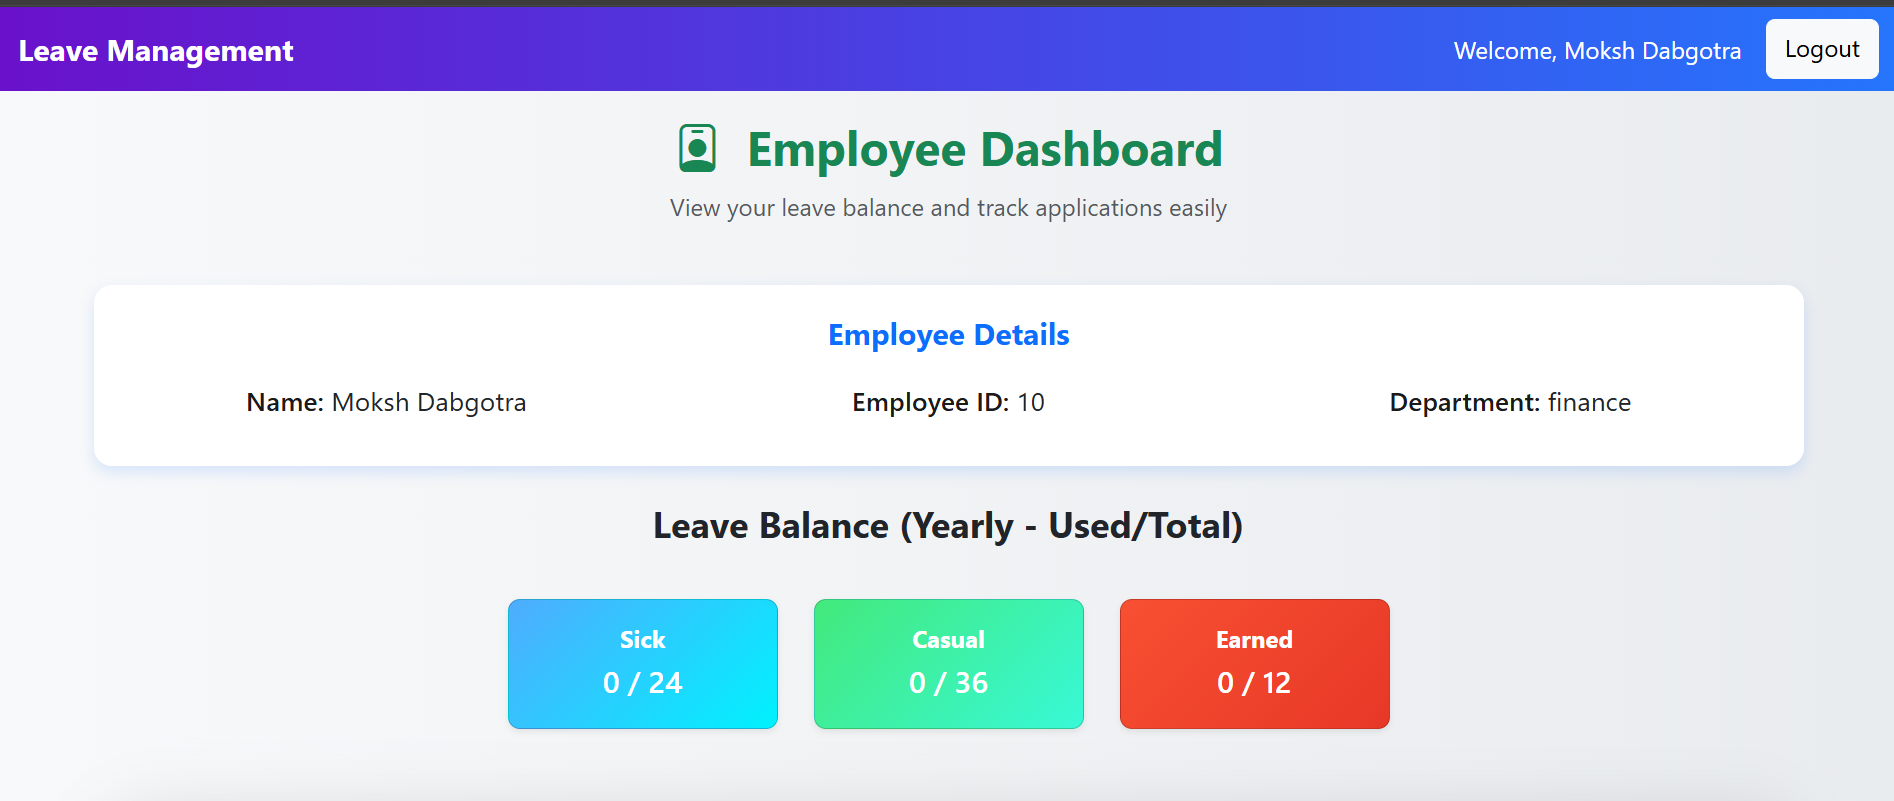 Leave Management
Welcome, Moksh Dabgotra
Logout
Employee Dashboard
View your leave balance and track applications easily
Employee Details
Name: Moksh Dabgotra
Employee ID: 10
Department: finance
Leave Balance (Yearly - Used/Total)
Sick
0 / 24
Casual
0 / 36
Earned
0 / 12